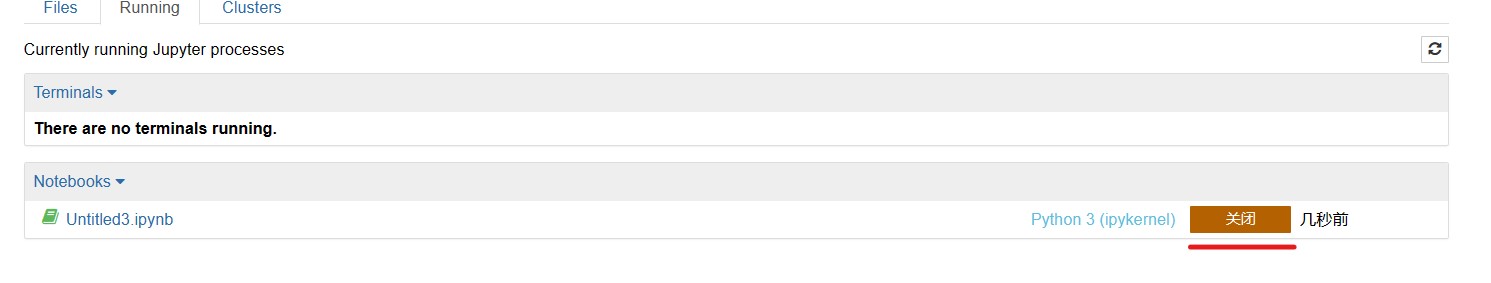 Files Running Clusters
Currently running Jupyter processes
Terminals
There are no terminals running.
Notebooks
Untitled3.ipynb Python 3 (ipykernel) 关闭 几秒前